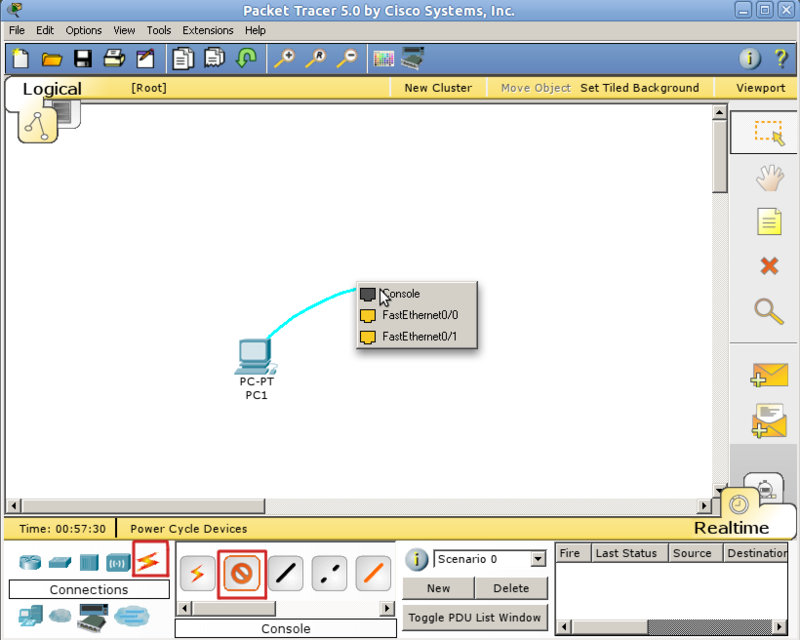 Packet Tracer 5.0 by Cisco Systems, Inc.
File Edit Options View Tools Extensions Help
Logical [Root] New Cluster Move Object Set Tiled Background Viewport
Console
FastEthernet0/0
FastEthernet0/1
PC-PT
PC1
Time: 00:57:30 Power Cycle Devices
Realtime
Scenario 0
Fire Last Status Source Destination
Connections
New Delete
Toggle PDU List Window
Console